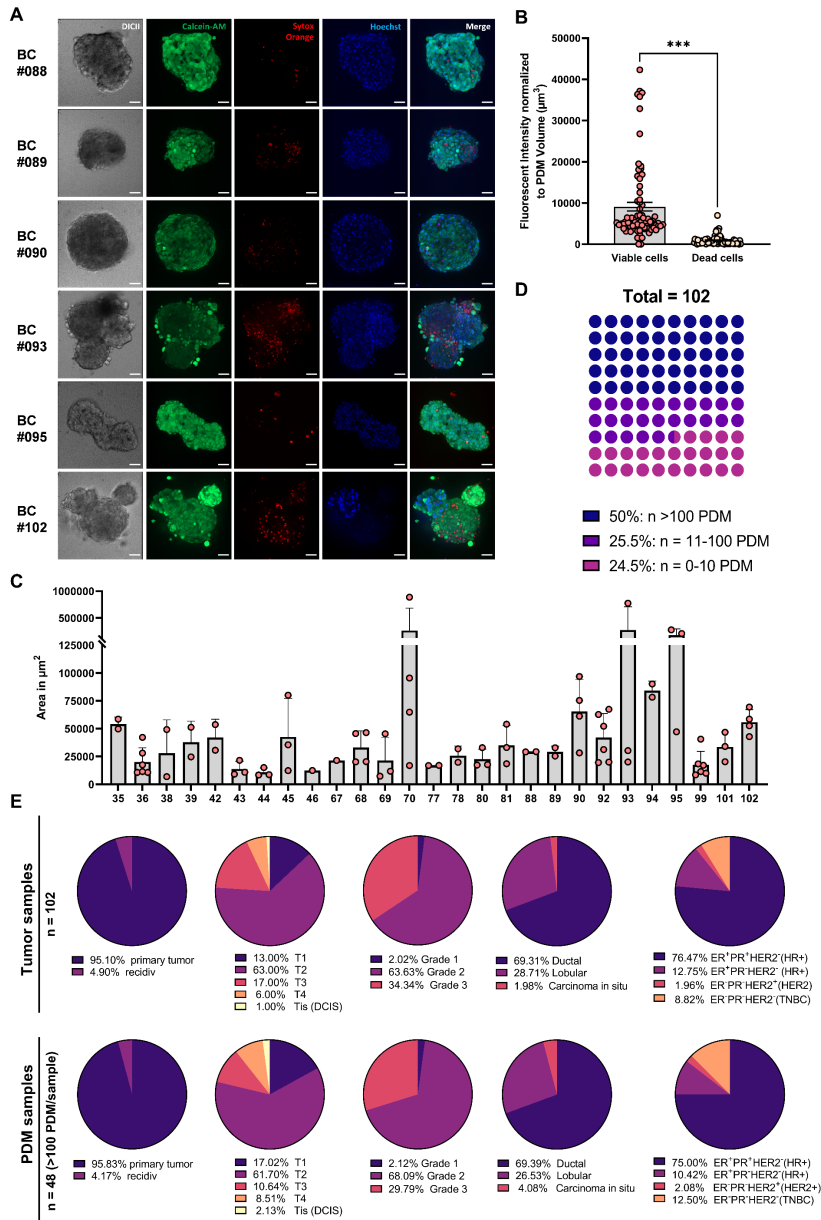 A
DICII
Calcein-AM
Sytox
Orange
Hoechst
Merge
BC
#088
BC
#089
BC
#090
BC
#093
BC
#095
BC
#102
B
Fluorescent Intensity normalized
to PDM Volume (µm³)
50000
40000
30000
20000
10000
0
***
Viable cells
Dead cells
D
Total = 102
50%: n >100 PDM
25.5%: n = 11-100 PDM
24.5%: n = 0-10 PDM
C
Area in µm²
1000000
500000
125000
100000
75000
50000
25000
0
35 36 38 39 42 43 44 45 46 67 68 69 70 77 78 80 81 88 89 90 92 93 94 95 99 101 102
E
Tumor samples
n = 102
95.10% primary tumor
4.90% recidiv
13.00% T1
63.00% T2
17.00% T3
6.00% T4
1.00% Tis (DCIS)
2.02% Grade 1
63.63% Grade 2
34.34% Grade 3
69.31% Ductal
28.71% Lobular
1.98% Carcinoma in situ
76.47% ER⁺PR⁺HER2⁻(HR+)
12.75% ER⁺PR⁻HER2⁻ (HR+)
1.96% ER⁻PR⁻HER2⁺(HER2)
8.82% ER⁻PR⁻HER2⁻(TNBC)
PDM samples
n = 48 (>100 PDM/sample)
95.83% primary tumor
4.17% recidiv
17.02% T1
61.70% T2
10.64% T3
8.51% T4
2.13% Tis (DCIS)
2.12% Grade 1
68.09% Grade 2
29.79% Grade 3
69.39% Ductal
26.53% Lobular
4.08% Carcinoma in situ
75.00% ER⁺PR⁺HER2⁻(HR+)
10.42% ER⁺PR⁻HER2⁻(HR+)
2.08% ER⁻PR⁻HER2⁺(HER2+)
12.50% ER⁻PR⁻HER2⁻(TNBC)